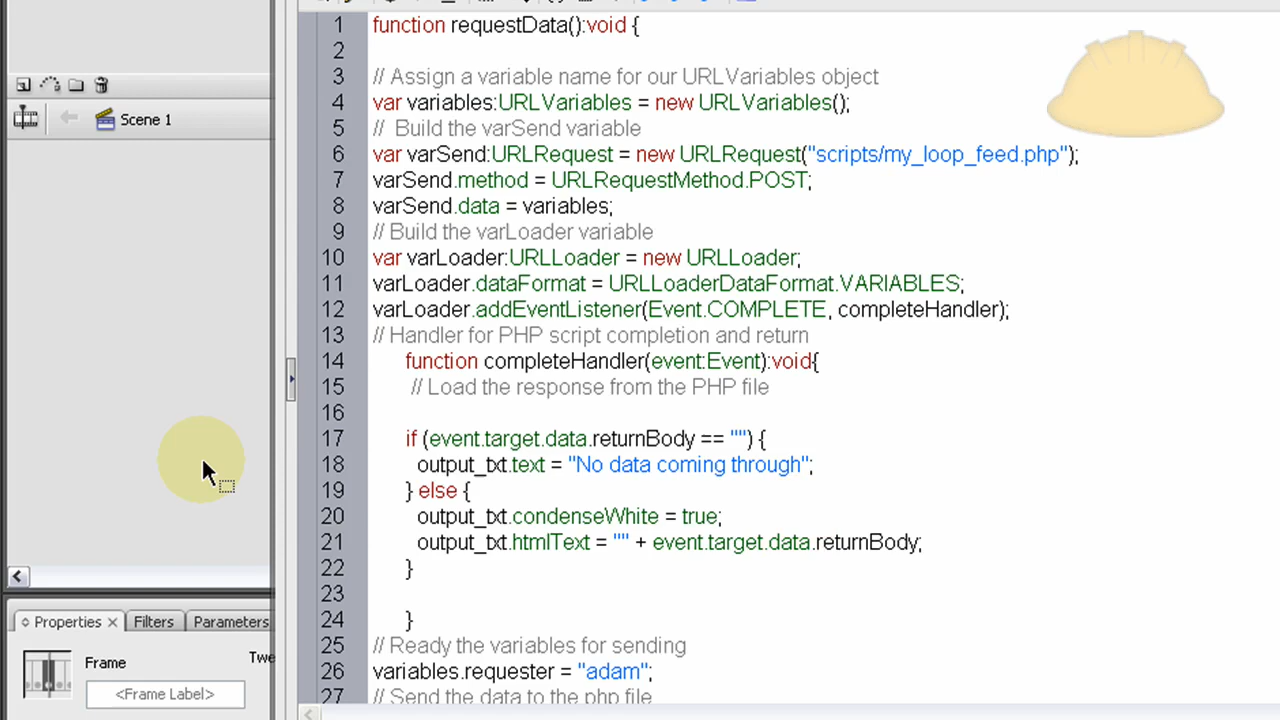 Scene 1
Properties
Filters
Parameters
Frame
Twe
<Frame Label>
1 function requestData():void {
2
3 // Assign a variable name for our URLVariables object
4 var variables:URLVariables = new URLVariables();
5 //  Build the varSend variable
6 var varSend:URLRequest = new URLRequest("scripts/my_loop_feed.php");
7 varSend.method = URLRequestMethod.POST;
8 varSend.data = variables;
9 // Build the varLoader variable
10 var varLoader:URLLoader = new URLLoader;
11 varLoader.dataFormat = URLLoaderDataFormat.VARIABLES;
12 varLoader.addEventListener(Event.COMPLETE, completeHandler);
13 // Handler for PHP script completion and return
14 function completeHandler(event:Event):void{
15 // Load the response from the PHP file
16
17 if (event.target.data.returnBody == "") {
18 output_txt.text = "No data coming through";
19 } else {
20 output_txt.condenseWhite = true;
21 output_txt.htmlText = "" + event.target.data.returnBody;
22 }
23
24 }
25 // Ready the variables for sending
26 variables.requester = "adam";
27 // Send the data to the php file